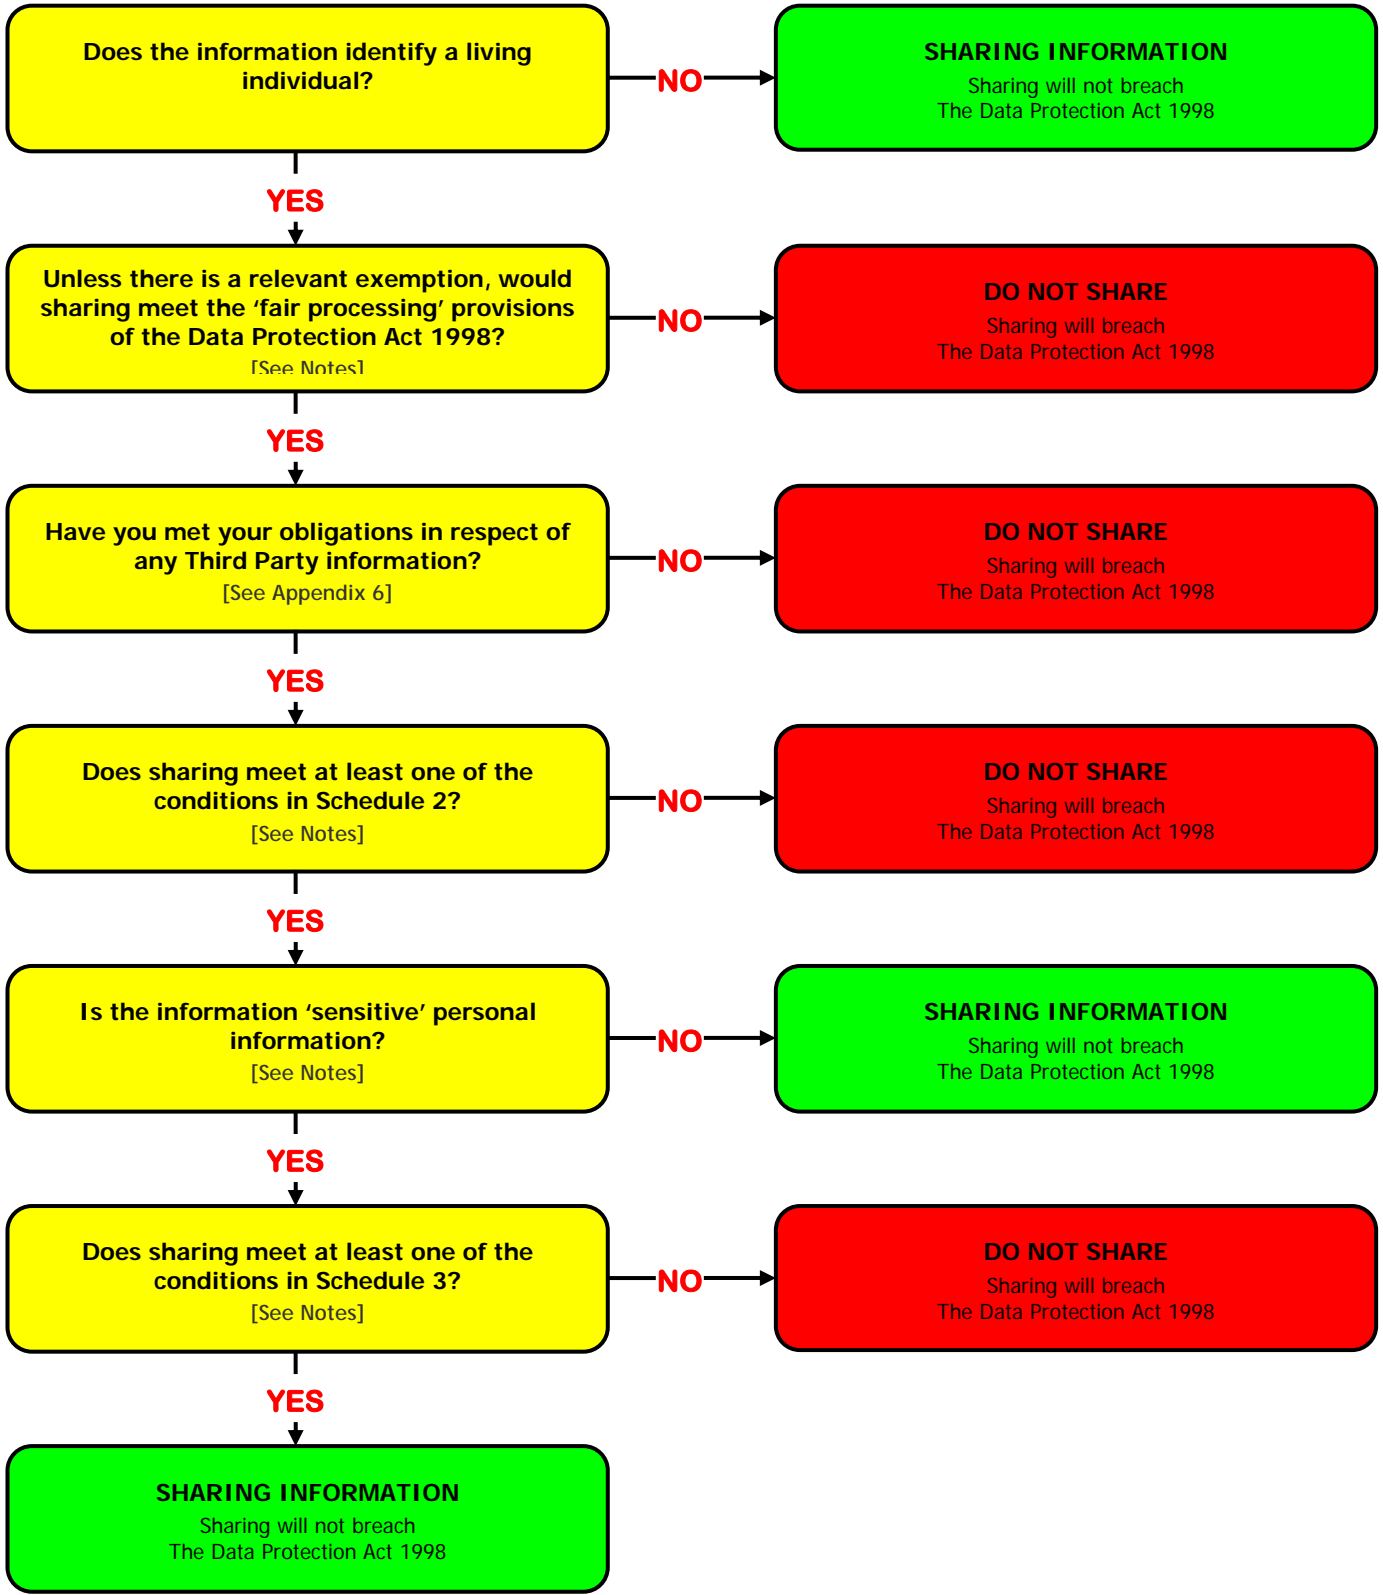 Does the information identify a living
individual?
NO
SHARING INFORMATION
Sharing will not breach
The Data Protection Act 1998
YES
Unless there is a relevant exemption, would
sharing meet the ‘fair processing’ provisions
of the Data Protection Act 1998?
[See Notes]
NO
DO NOT SHARE
Sharing will breach
The Data Protection Act 1998
YES
Have you met your obligations in respect of
any Third Party information?
[See Appendix 6]
NO
DO NOT SHARE
Sharing will breach
The Data Protection Act 1998
YES
Does sharing meet at least one of the
conditions in Schedule 2?
[See Notes]
NO
DO NOT SHARE
Sharing will breach
The Data Protection Act 1998
YES
Is the information ‘sensitive’ personal
information?
[See Notes]
NO
SHARING INFORMATION
Sharing will not breach
The Data Protection Act 1998
YES
Does sharing meet at least one of the
conditions in Schedule 3?
[See Notes]
NO
DO NOT SHARE
Sharing will breach
The Data Protection Act 1998
YES
SHARING INFORMATION
Sharing will not breach
The Data Protection Act 1998